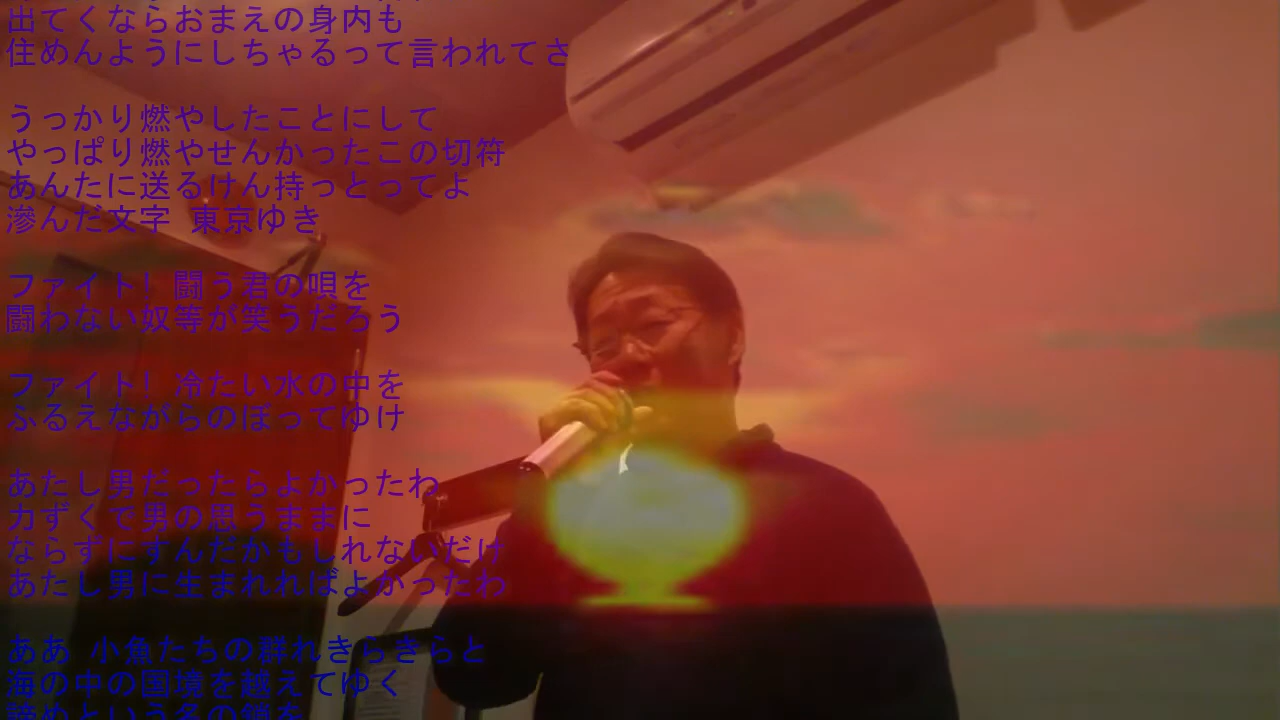 出てくならおまえの身内も
住めんようにしちゃるって言われてさ
うっかり燃やしたことにして
やっぱり燃やせんかったこの切符
あんたに送るけん持っとってよ
滲んだ文字 東京ゆき
ファイト! 闘う君の唄を
闘わない奴等が笑うだろう
ファイト! 冷たい水の中を
ふるえながらのぼってゆけ
あたし男だったらよかったわ
力ずくで男の思うままに
ならずにすんだかもしれないだけ
あたし男に生まれればよかったわ
ああ 小魚たちの群れきらきらと
海の中の国境を越えてゆく
諦めという名の鎖を